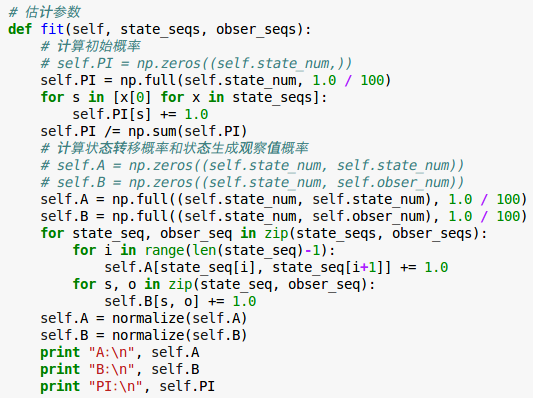 # 估计参数
def fit(self, state_seqs, obser_seqs):
    # 计算初始概率
    # self.PI = np.zeros((self.state_num,))
    self.PI = np.full(self.state_num, 1.0 / 100)
    for s in [x[0] for x in state_seqs]:
        self.PI[s] += 1.0
    self.PI /= np.sum(self.PI)
    # 计算状态转移概率和状态生成观察值概率
    # self.A = np.zeros((self.state_num, self.state_num))
    # self.B = np.zeros((self.state_num, self.obser_num))
    self.A = np.full((self.state_num, self.state_num), 1.0 / 100)
    self.B = np.full((self.state_num, self.obser_num), 1.0 / 100)
    for state_seq, obser_seq in zip(state_seqs, obser_seqs):
        for i in range(len(state_seq)-1):
            self.A[state_seq[i], state_seq[i+1]] += 1.0
        for s, o in zip(state_seq, obser_seq):
            self.B[s, o] += 1.0
    self.A = normalize(self.A)
    self.B = normalize(self.B)
    print "A:\n", self.A
    print "B:\n", self.B
    print "PI:\n", self.PI